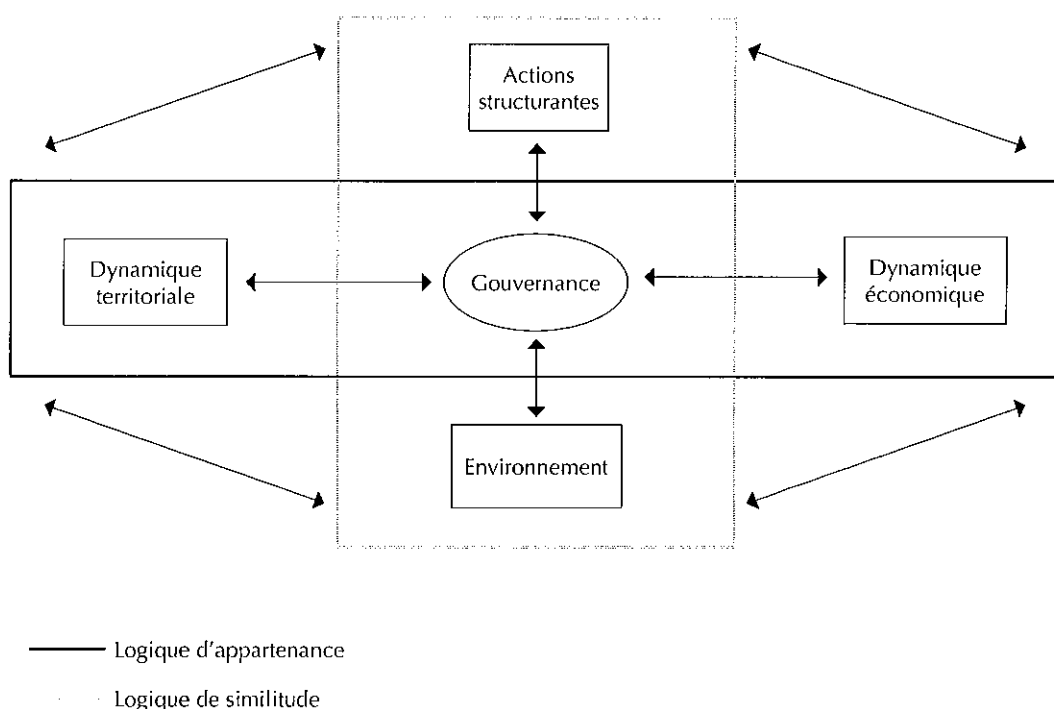 Actions
structurantes
Dynamique
territoriale
Gouvernance
Dynamique
économique
Environnement
Logique d'appartenance
Logique de similitude